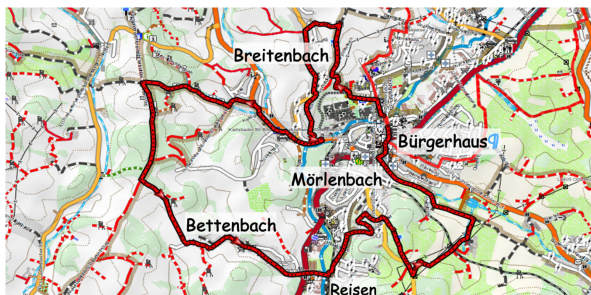 Breitenbach
Bürgerhaus
Mörlenbach
Bettenbach
Reisen